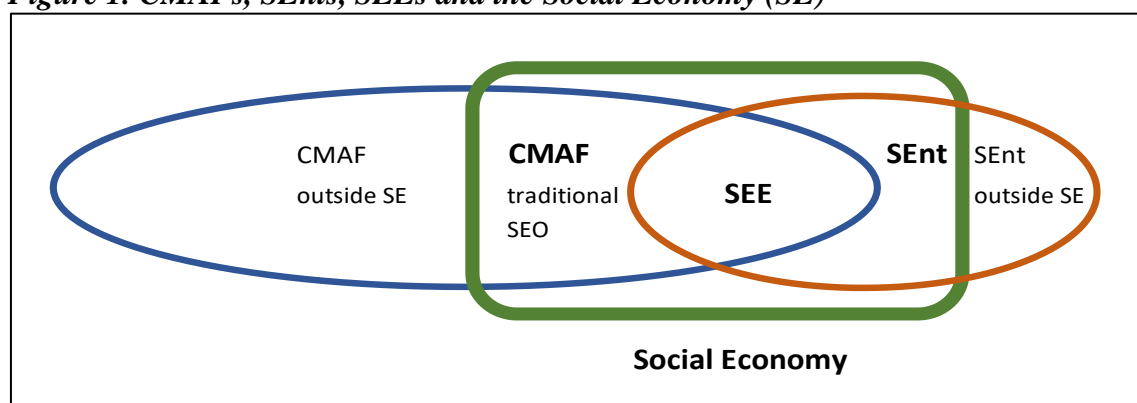 Figure 1: CMAFs, SEnts, SEEs and the Social Economy (SE)
CMAF
outside SE
CMAF
traditional
SEO
SEE
SEnt
SEnt
outside SE
Social Economy